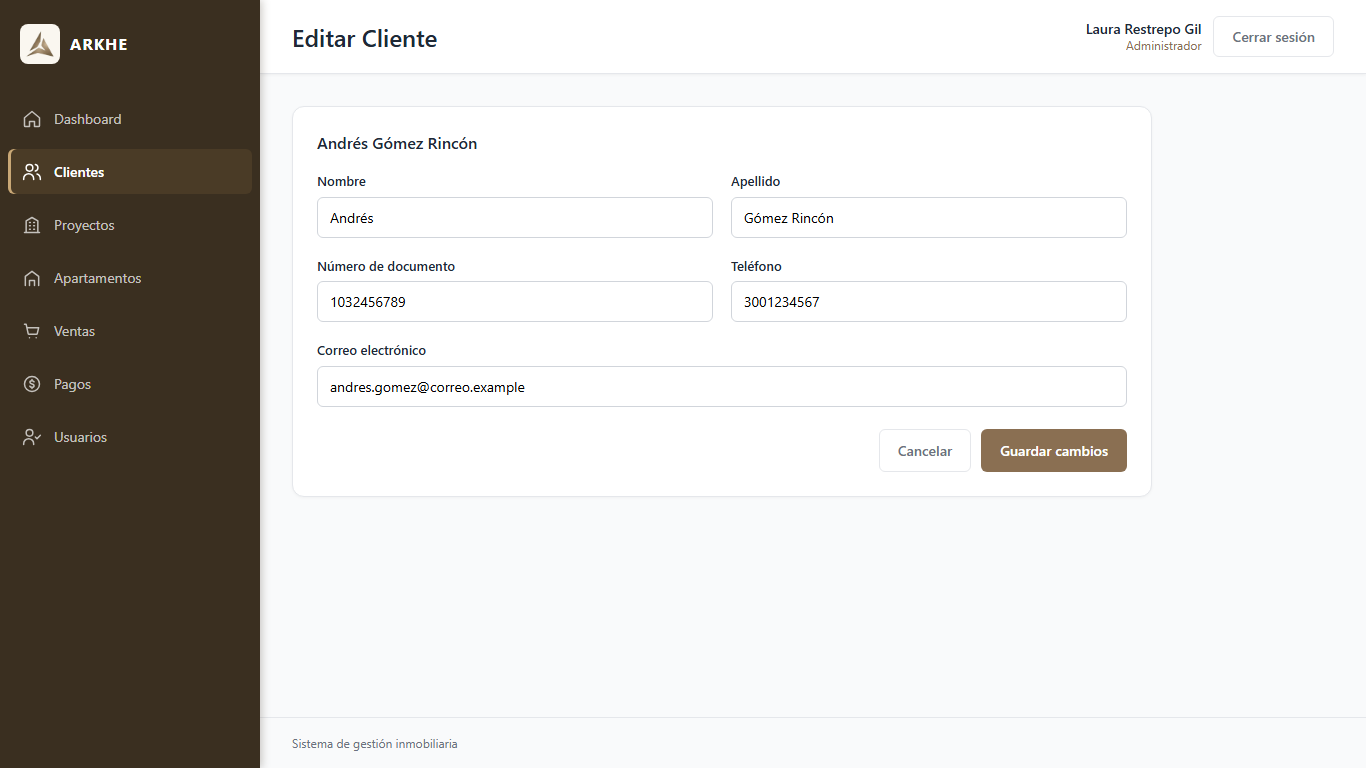 ARKHE
Dashboard
Clientes
Proyectos
Apartamentos
Ventas
Pagos
Usuarios
Editar Cliente
Laura Restrepo Gil
Administrador
Cerrar sesión
Andrés Gómez Rincón
Nombre
Apellido
Andrés
Gómez Rincón
Número de documento
Teléfono
1032456789
3001234567
Correo electrónico
andres.gomez@correo.example
Cancelar
Guardar cambios
Sistema de gestión inmobiliaria